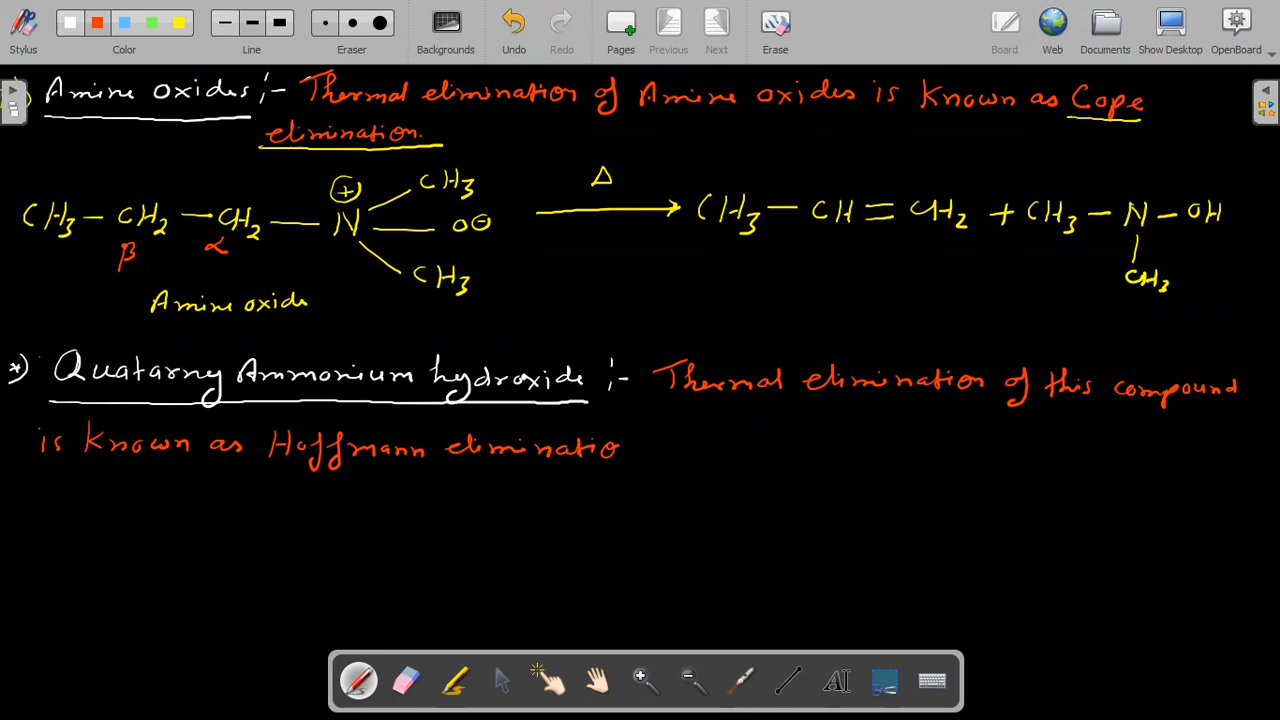 Stylus Color Line Eraser Backgrounds Undo Redo Pages Previous Next Erase Board Web Documents Show Desktop OpenBoard
Amine oxides :- Thermal elimination of Amine oxides is known as Cope
elimination.
CH3 – CH2 – CH2 – N ⊕ CH3 O⊖ CH3 Δ → CH3 – CH = CH2 + CH3 – N – OH
β α CH3
Amine oxide
*) Quatarny Ammonium hydroxide :- Thermal elimination of this compound
is known as Hoffmann eliminatio
AI